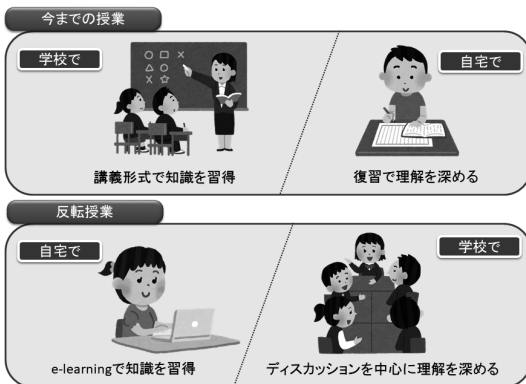 今までの授業
学校で
自宅で
講義形式で知識を習得
復習で理解を深める
反転授業
自宅で
学校で
e-learningで知識を習得
ディスカッションを中心に理解を深める